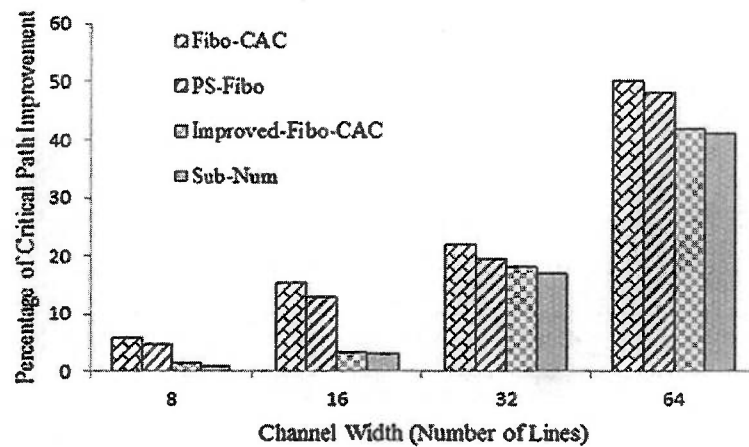 Percentage of Critical Path Improvement
60
50
40
30
20
10
0
Fibo-CAC
PS-Fibo
Improved-Fibo-CAC
Sub-Num
8 16 32 64
Channel Width (Number of Lines)